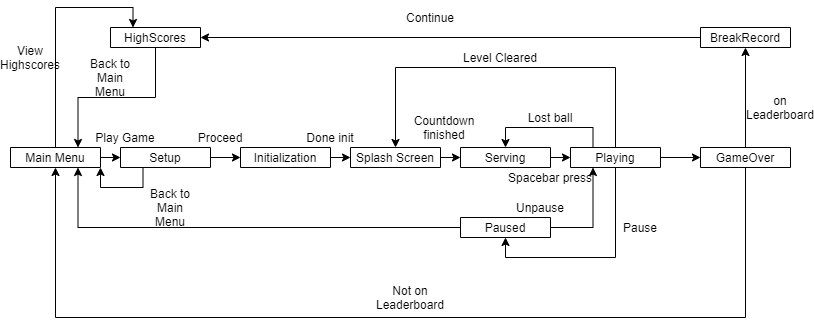 Continue
HighScores
BreakRecord
View
Highscores
Back to
Main
Menu
Level Cleared
on
Leaderboard
Play Game
Proceed
Done init
Countdown
finished
Lost ball
Main Menu
Setup
Initialization
Splash Screen
Serving
Playing
GameOver
Spacebar press
Back to
Main
Menu
Unpause
Paused
Pause
Not on
Leaderboard